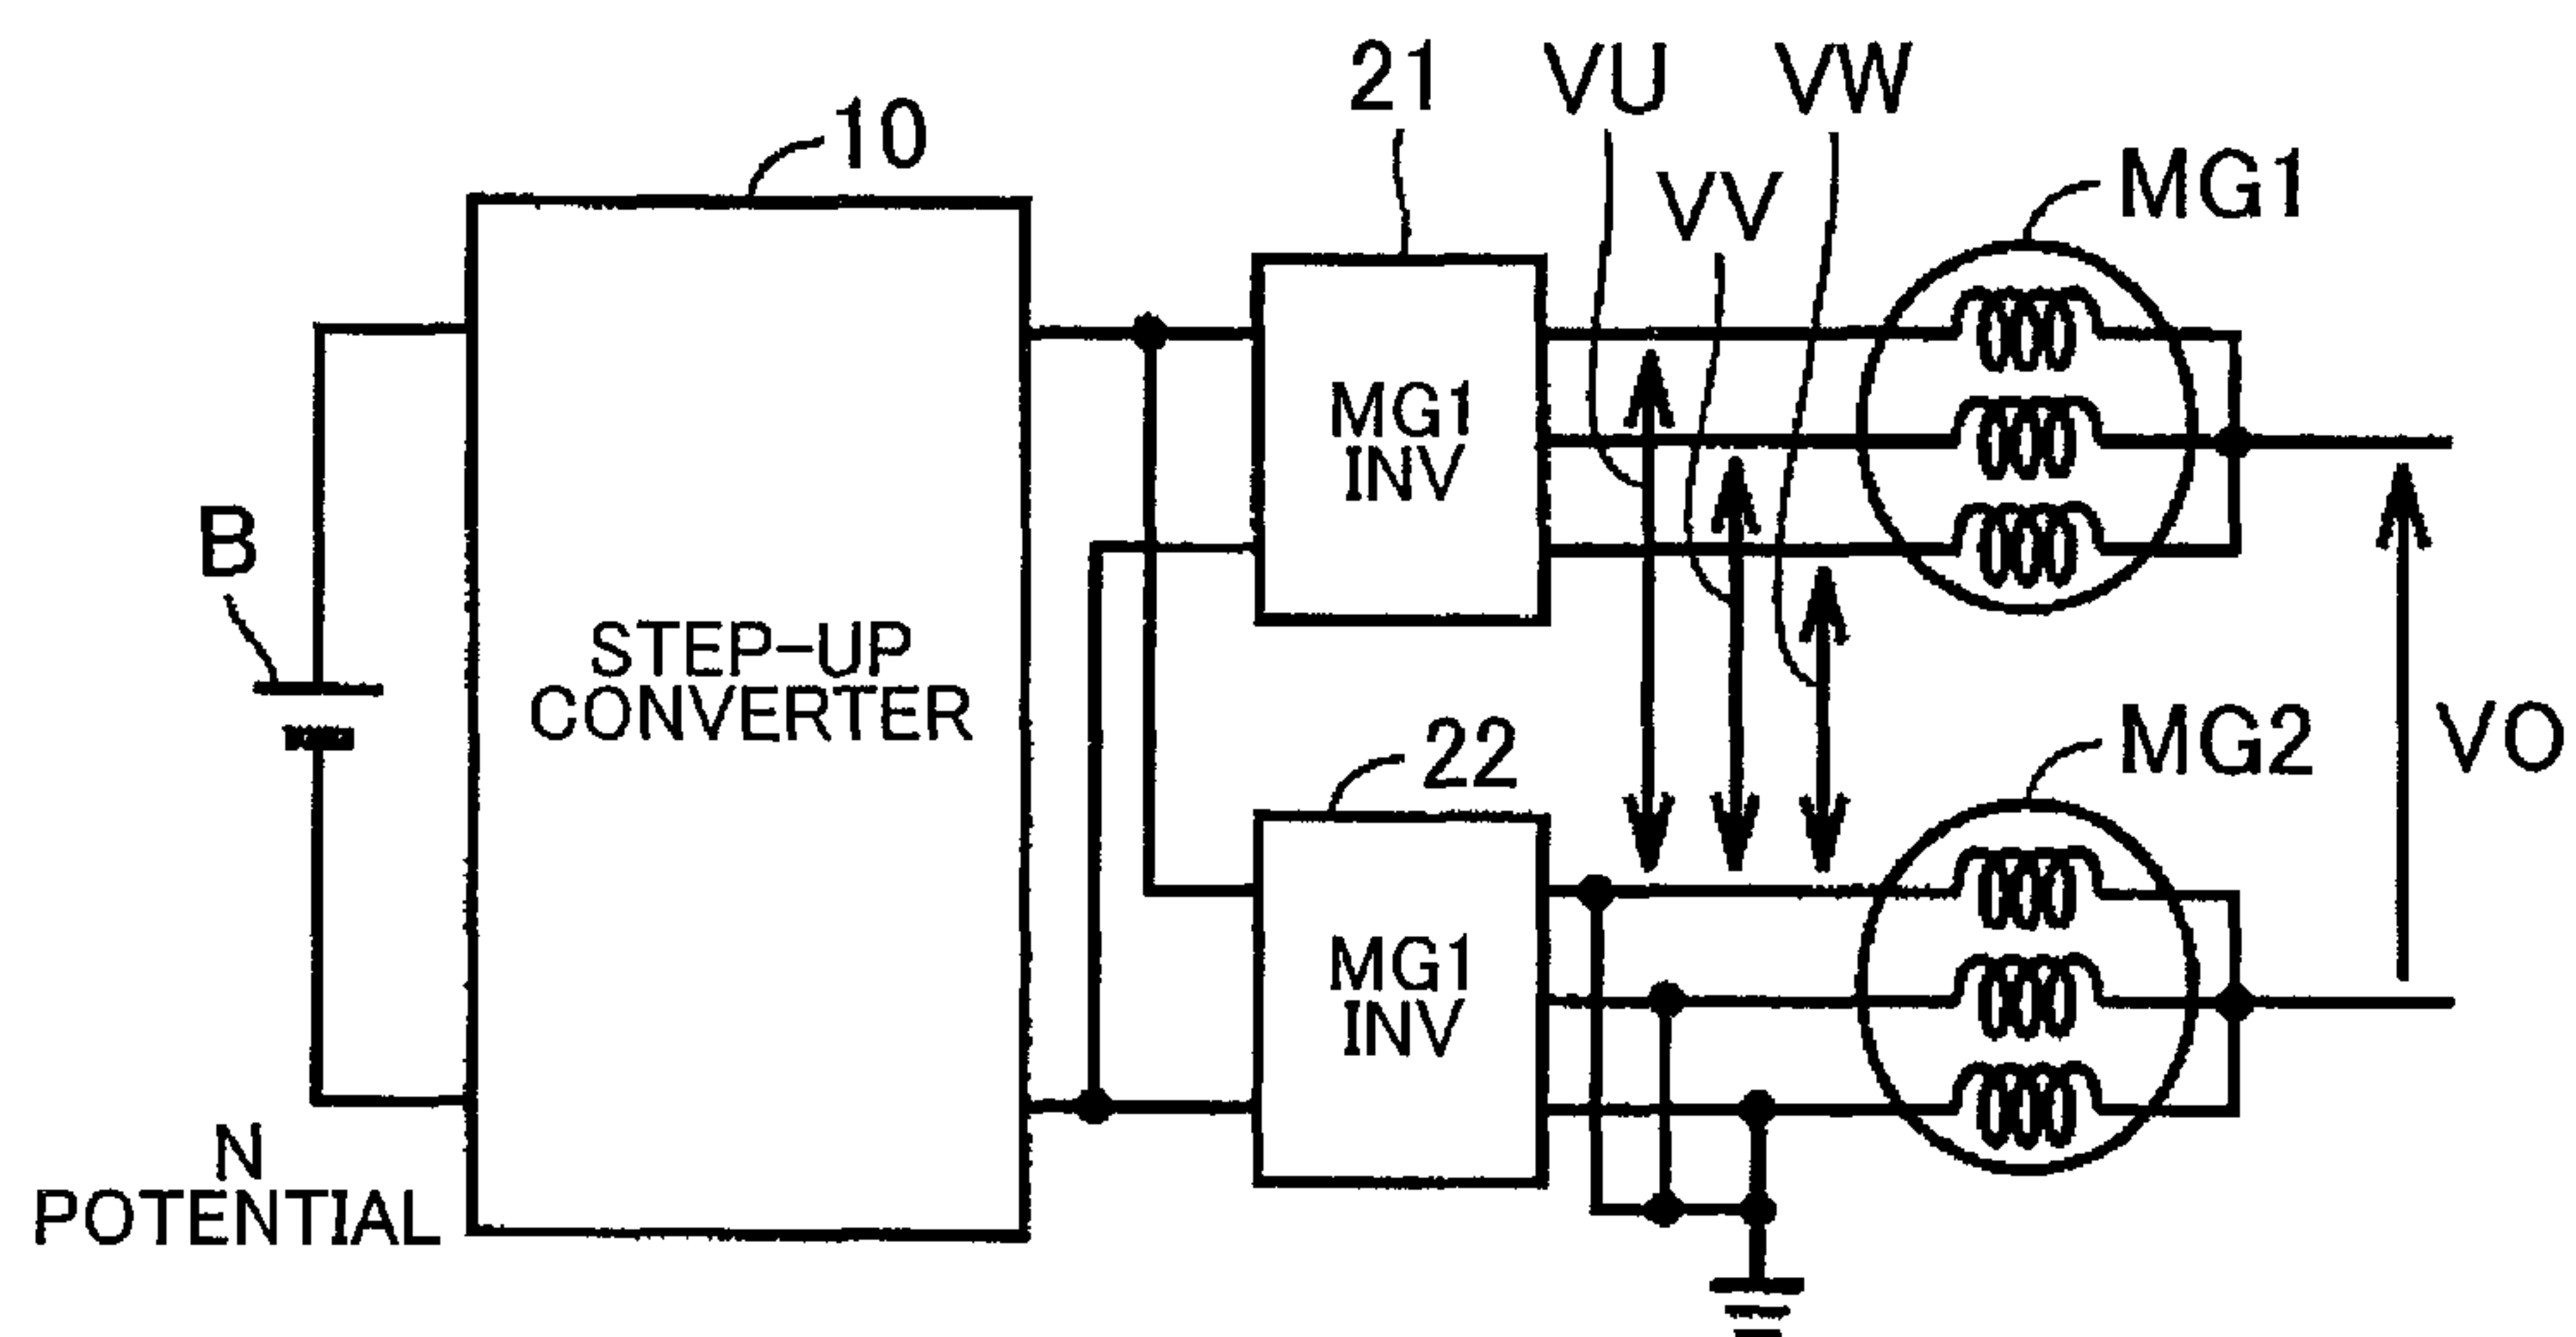 10
21
VU
VW
VV
MG1
MG1
INV
B
STEP-UP
CONVERTER
22
MG2
VO
MG1
INV
N
POTENTIAL